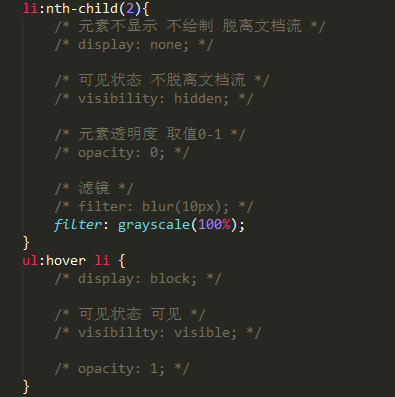 li:nth-child(2){
/* 元素不显示 不绘制 脱离文档流 */
/* display: none; */
/* 可见状态 不脱离文档流 */
/* visibility: hidden; */
/* 元素透明度 取值0-1 */
/* opacity: 0; */
/* 滤镜 */
/* filter: blur(10px); */
filter: grayscale(100%);
}
ul:hover li {
/* display: block; */
/* 可见状态 可见 */
/* visibility: visible; */
/* opacity: 1; */
}